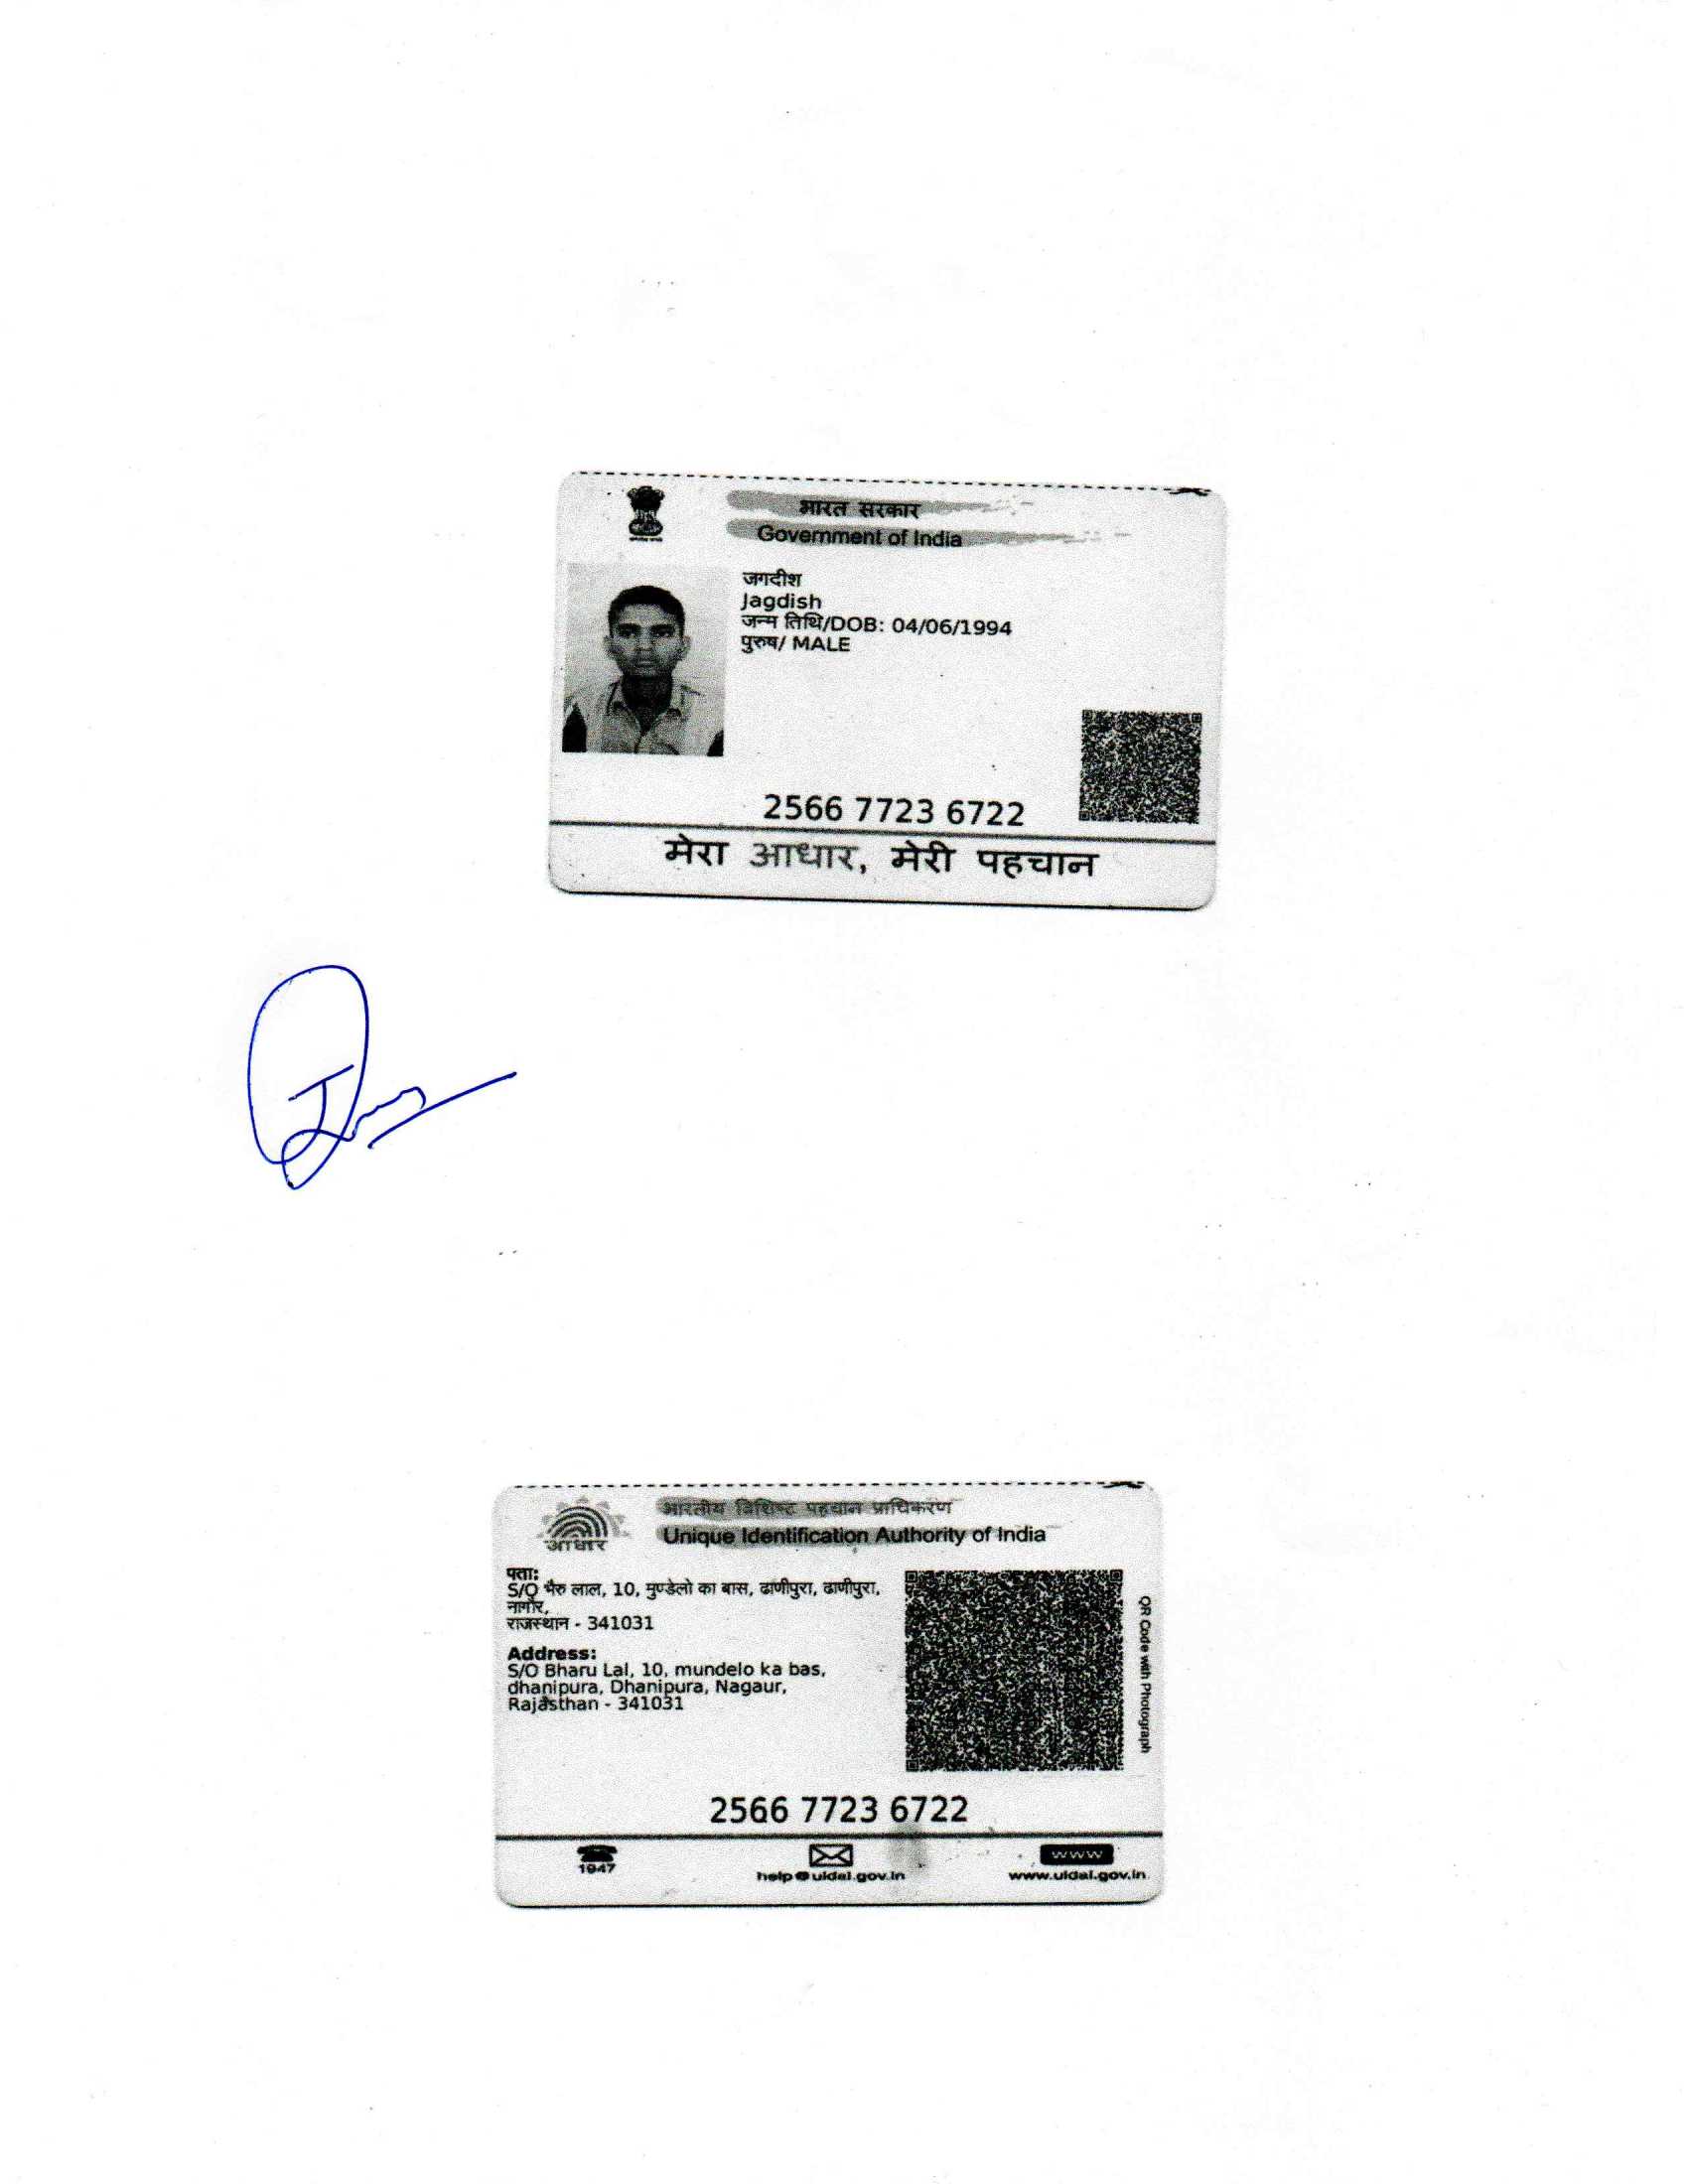 भारत सरकार
Government of India
जगदीश
Jagdish
जन्म तिथि/DOB: 04/06/1994
पुरुष/ MALE
2566 7723 6722
मेरा आधार, मेरी पहचान
भारतीय विशिष्ट पहचान प्राधिकरण
Unique Identification Authority of India
आधार
पता:
S/O भैरु लाल, 10, मुण्डेलो का बास, ढाणीपुरा, ढाणीपुरा,
नागौर,
राजस्थान - 341031
Address:
S/O Bharu Lal, 10, mundelo ka bas,
dhanipura, Dhanipura, Nagaur,
Rajasthan - 341031
QR Code with Photograph
2566 7723 6722
1947
help@uidai.gov.in
www
www.uidai.gov.in